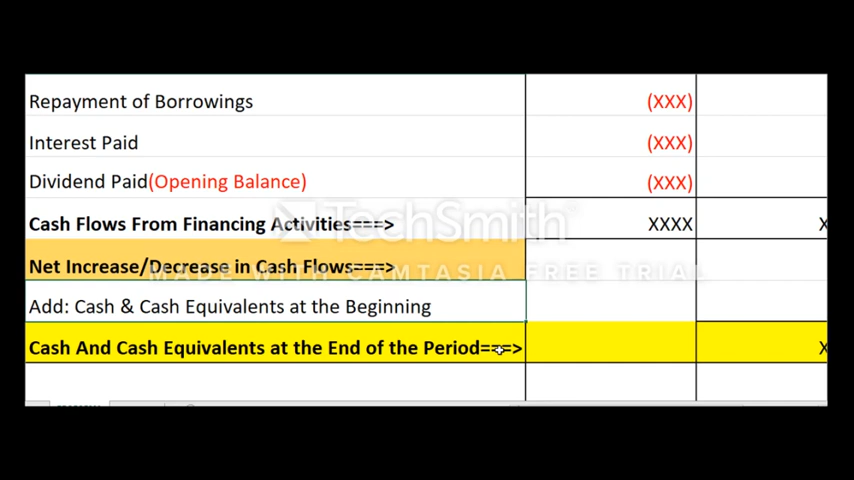 Repayment of Borrowings (XXX)
Interest Paid (XXX)
Dividend Paid(Opening Balance) (XXX)
TechSmith
Cash Flows From Financing Activities===> XXXX X
Net Increase/Decrease in Cash Flows===>
MADE WITH CAMTASIA FREE TRIAL
Add: Cash & Cash Equivalents at the Beginning
Cash And Cash Equivalents at the End of the Period===> X